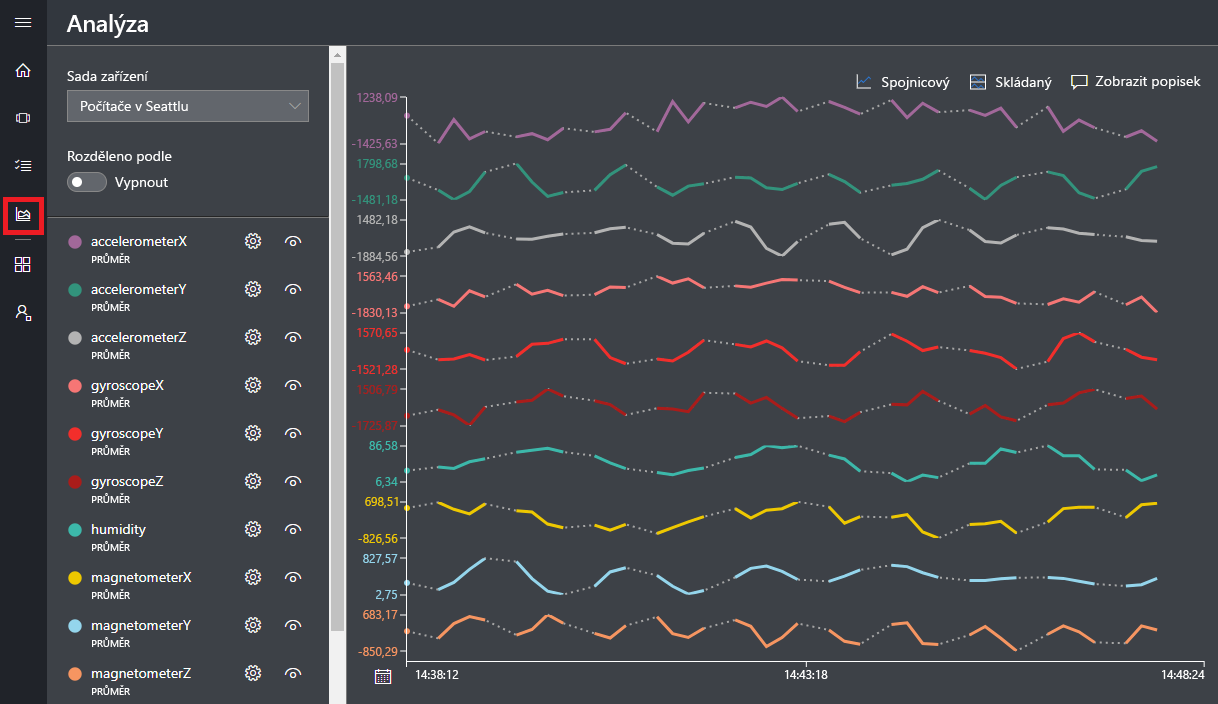 Analýza
Sada zařízení
Počítače v Seattlu
Rozděleno podle
Vypnout
accelerometerX
PRŮMĚR
accelerometerY
PRŮMĚR
accelerometerZ
PRŮMĚR
gyroscopeX
PRŮMĚR
gyroscopeY
PRŮMĚR
gyroscopeZ
PRŮMĚR
humidity
PRŮMĚR
magnetometerX
PRŮMĚR
magnetometerY
PRŮMĚR
magnetometerZ
PRŮMĚR
Spojnicový Skládaný Zobrazit popisek
1238,09
-1425,63
1798,68
-1481,18
1482,18
-1884,56
1563,46
-1830,13
1570,65
-1521,28
86,58
6,34
698,51
-826,56
827,57
2,75
683,17
-850,29
14:38:12 14:43:18 14:48:24